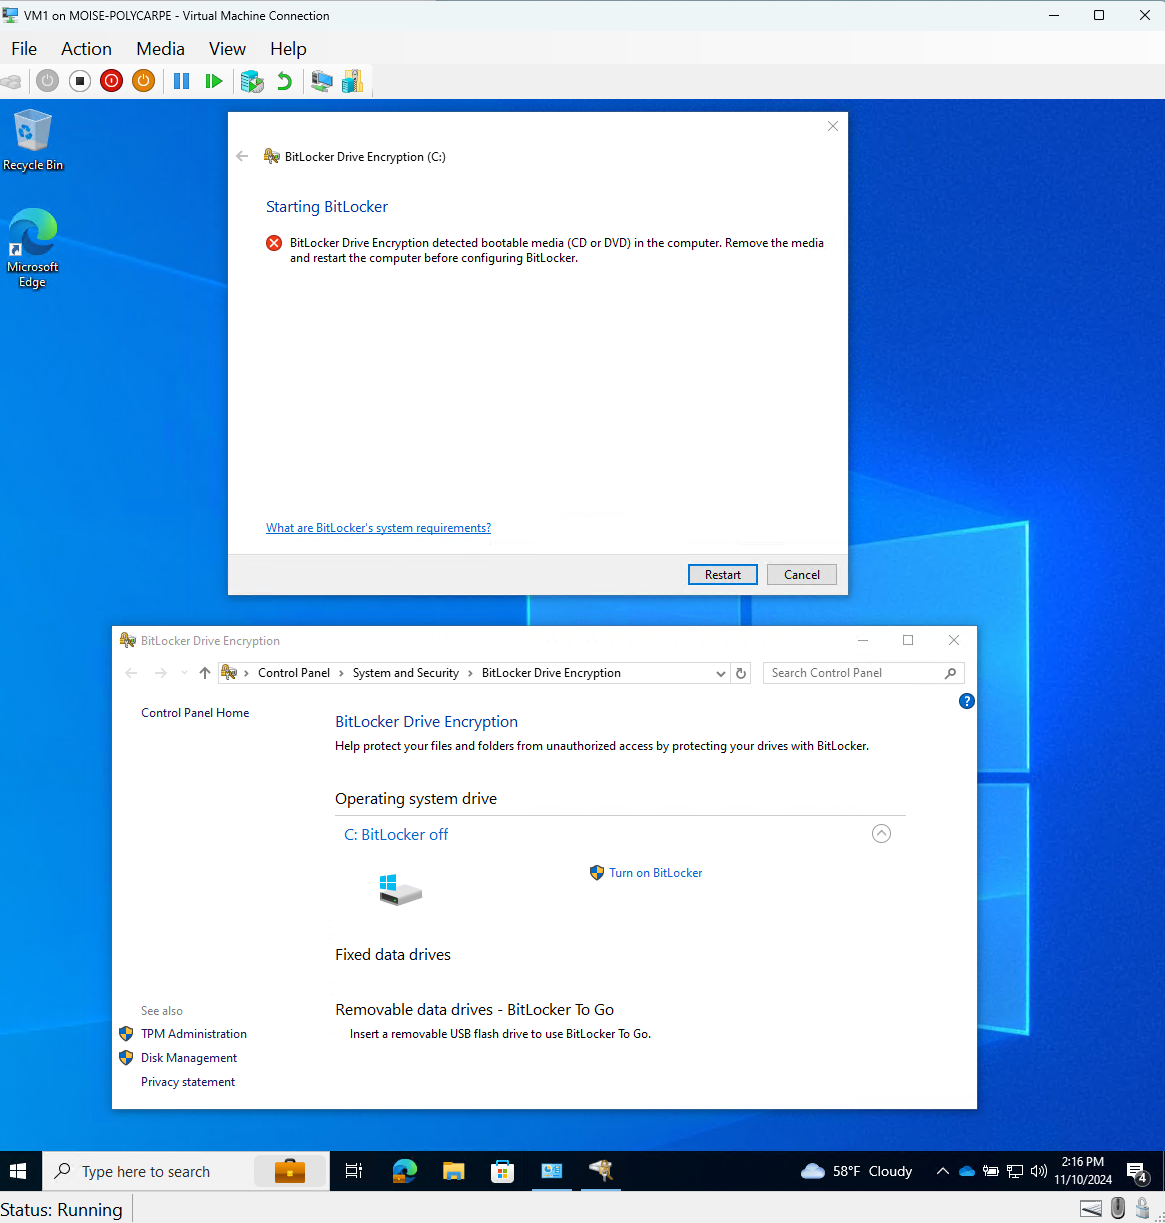 VM1 on MOISE-POLYCARPE - Virtual Machine Connection
File Action Media View Help
Recycle Bin
Microsoft
Edge
BitLocker Drive Encryption (C:)
Starting BitLocker
BitLocker Drive Encryption detected bootable media (CD or DVD) in the computer. Remove the media
and restart the computer before configuring BitLocker.
What are BitLocker's system requirements?
Restart Cancel
BitLocker Drive Encryption
Control Panel > System and Security > BitLocker Drive Encryption
Search Control Panel
?
Control Panel Home
BitLocker Drive Encryption
Help protect your files and folders from unauthorized access by protecting your drives with BitLocker.
Operating system drive
C: BitLocker off
Turn on BitLocker
Fixed data drives
Removable data drives - BitLocker To Go
Insert a removable USB flash drive to use BitLocker To Go.
See also
TPM Administration
Disk Management
Privacy statement
Type here to search
58°F Cloudy
2:16 PM
11/10/2024
4
Status: Running